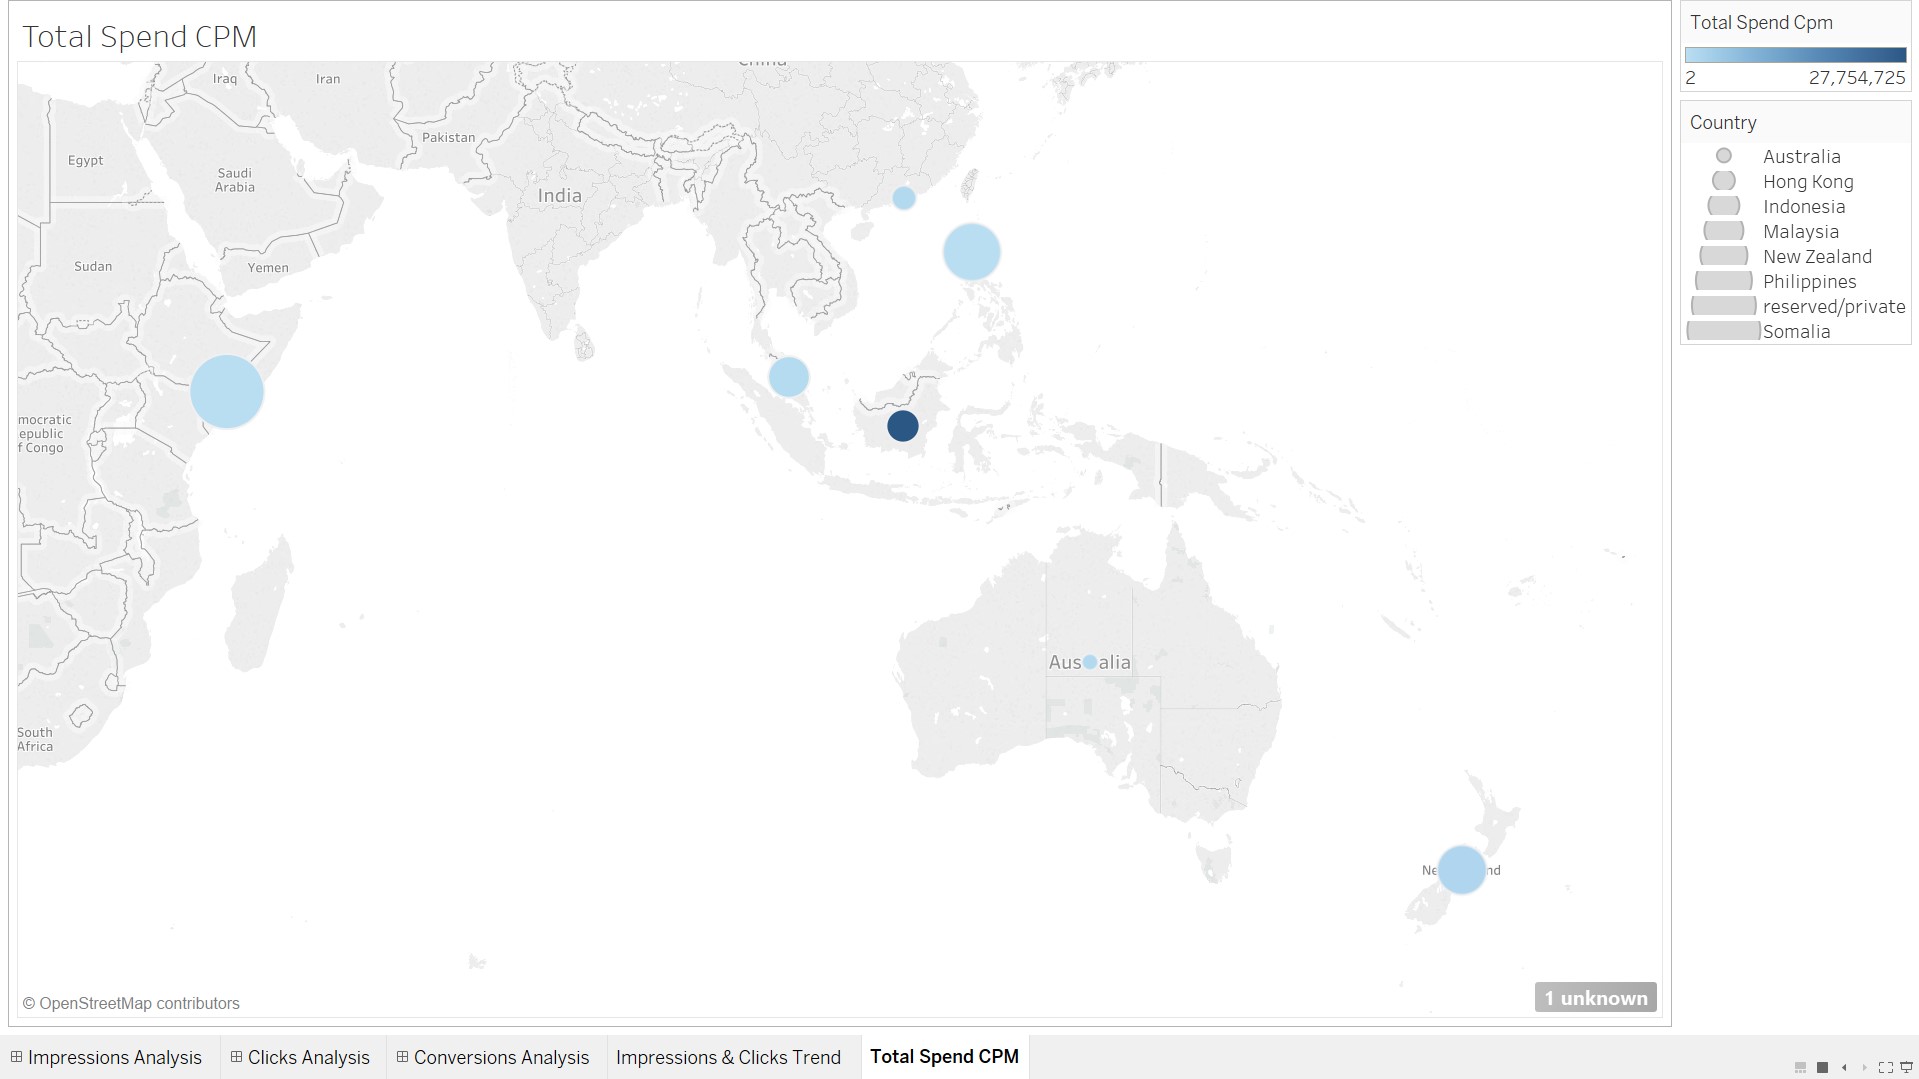 Total Spend CPM
China
Iraq
Iran
Pakistan
Egypt
Saudi
Arabia
India
Sudan
Yemen
mocratic
epublic
f Congo
Aus alia
South
Africa
Ne nd
© OpenStreetMap contributors
1 unknown
Total Spend Cpm
2 27,754,725
Country
Australia
Hong Kong
Indonesia
Malaysia
New Zealand
Philippines
reserved/private
Somalia
Impressions Analysis
Clicks Analysis
Conversions Analysis
Impressions & Clicks Trend
Total Spend CPM